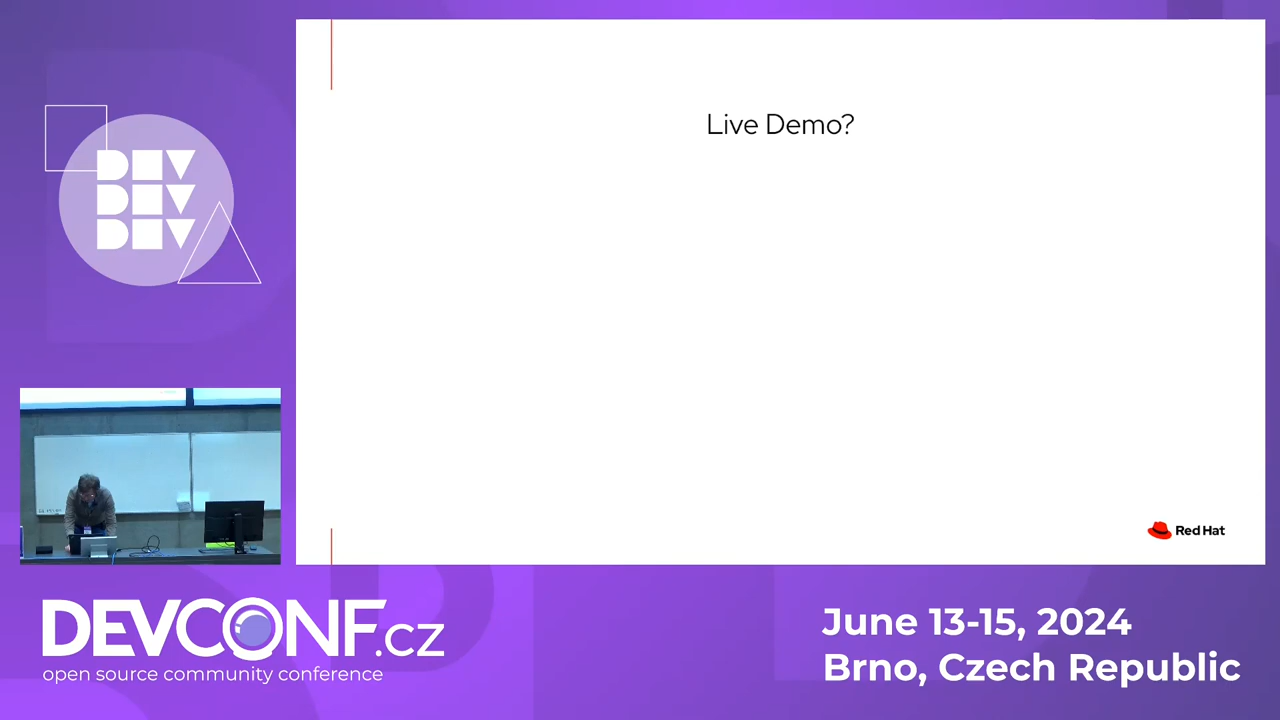 DEV
DEV
DEV
Live Demo?
Red Hat
DEVCONF.cz
open source community conference
June 13-15, 2024
Brno, Czech Republic